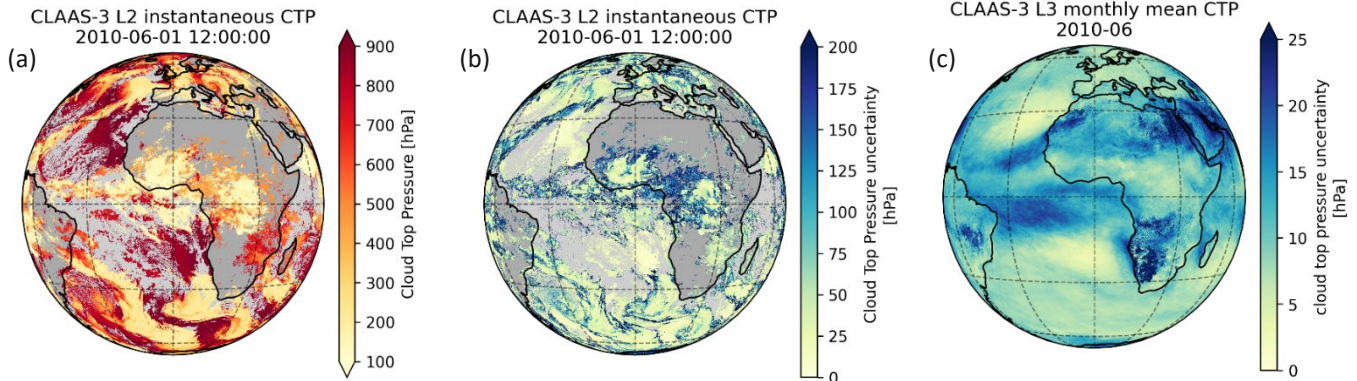 CLAAS-3 L2 instantaneous CTP
2010-06-01 12:00:00
(a)
900
800
700
600
500
400
300
200
100
Cloud Top Pressure [hPa]
CLAAS-3 L2 instantaneous CTP
2010-06-01 12:00:00
(b)
200
175
150
125
100
75
50
25
0
Cloud Top Pressure uncertainty
[hPa]
CLAAS-3 L3 monthly mean CTP
2010-06
(c)
25
20
15
10
5
0
cloud top pressure uncertainty
[hPa]